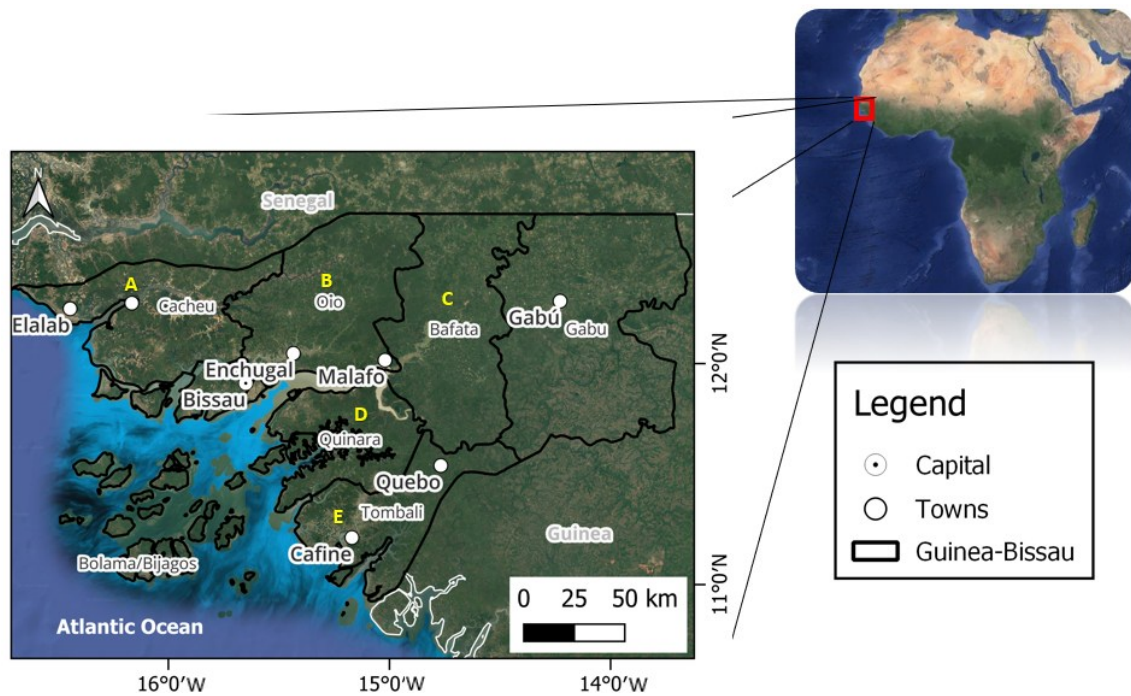 N
Senegal
A
B
C
Cacheu
Oio
Elalab
Gabú
Gabu
Bafata
Enchugal
Malafo
Bissau
D
Quinara
Quebo
E
Tombali
Cafine
Guinea
Bolama/Bijagos
Atlantic Ocean
0 25 50 km
12°0'N
11°0'N
16°0'W 15°0'W 14°0'W
Legend
Capital
Towns
Guinea-Bissau